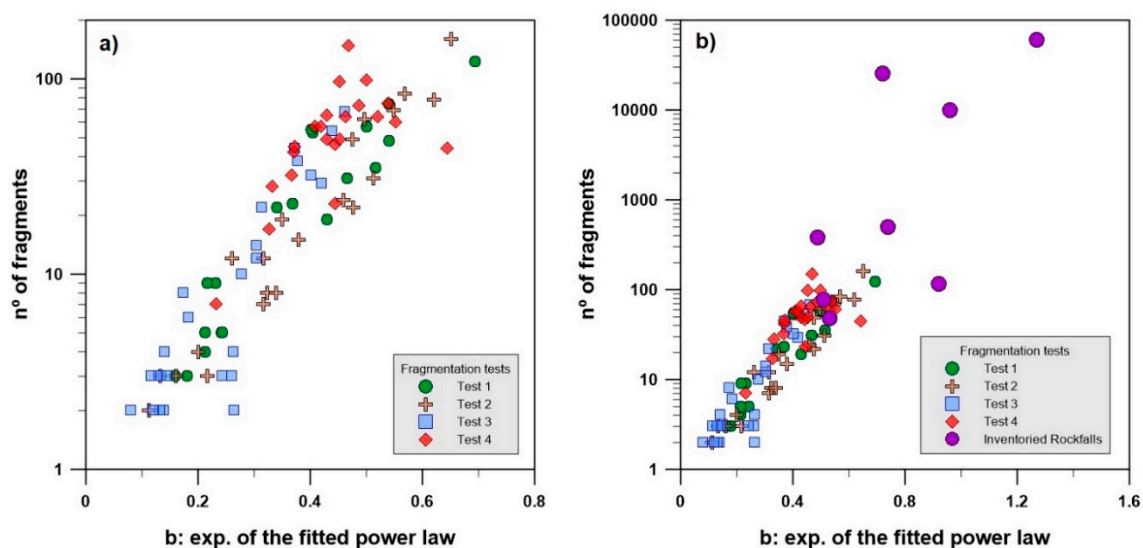 a)
nº of fragments
100
10
1
0
0.2
0.4
0.6
0.8
b: exp. of the fitted power law
Fragmentation tests
Test 1
Test 2
Test 3
Test 4
b)
nº of fragments
100000
10000
1000
100
10
1
0
0.4
0.8
1.2
1.6
b: exp. of the fitted power law
Fragmentation tests
Test 1
Test 2
Test 3
Test 4
Inventoried Rockfalls